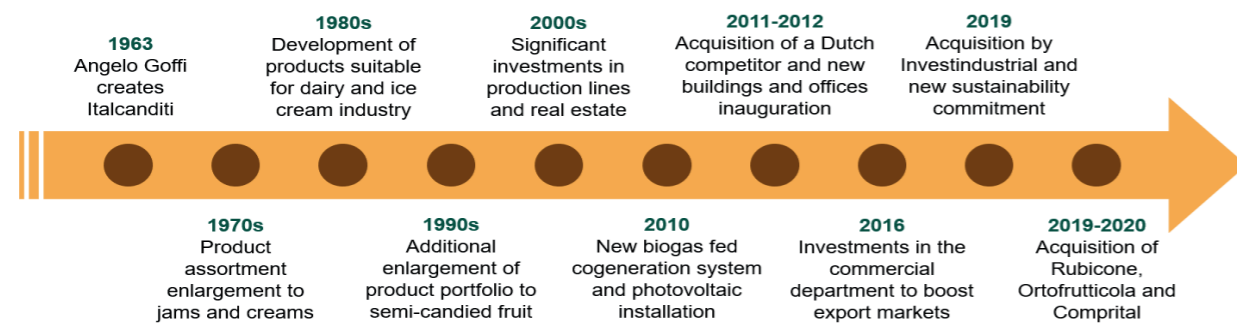 1963
Angelo Goffi
creates
Italcanditi
1970s
Product
assortment
enlargement to
jams and creams
1980s
Development of
products suitable
for dairy and ice
cream industry
1990s
Additional
enlargement of
product portfolio to
semi-candied fruit
2000s
Significant
investments in
production lines
and real estate
2010
New biogas fed
cogeneration system
and photovoltaic
installation
2011-2012
Acquisition of a Dutch
competitor and new
buildings and offices
inauguration
2016
Investments in the
commercial
department to boost
export markets
2019
Acquisition by
Investindustrial and
new sustainability
commitment
2019-2020
Acquisition of
Rubicone,
Ortofrutticola and
Comprital